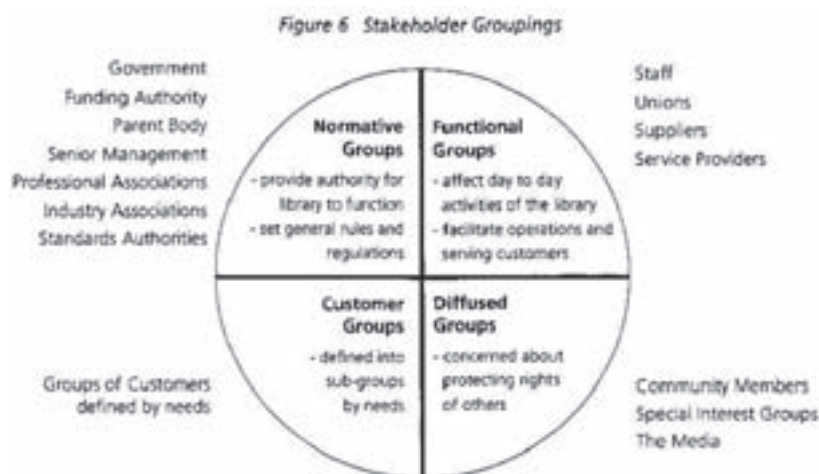 Figure 6 Stakeholder Groupings
Government
Funding Authority
Parent Body
Senior Management
Professional Associations
Industry Associations
Standards Authorities
Normative
Groups
- provide authority for
library to function
- set general rules and
regulations
Functional
Groups
- affect day to day
activities of the library
- facilitate operations and
serving customers
Staff
Unions
Suppliers
Service Providers
Groups of Customers
defined by needs
Customer
Groups
- defined into
sub-groups
by needs
Diffused
Groups
- concerned about
protecting rights
of others
Community Members
Special Interest Groups
The Media